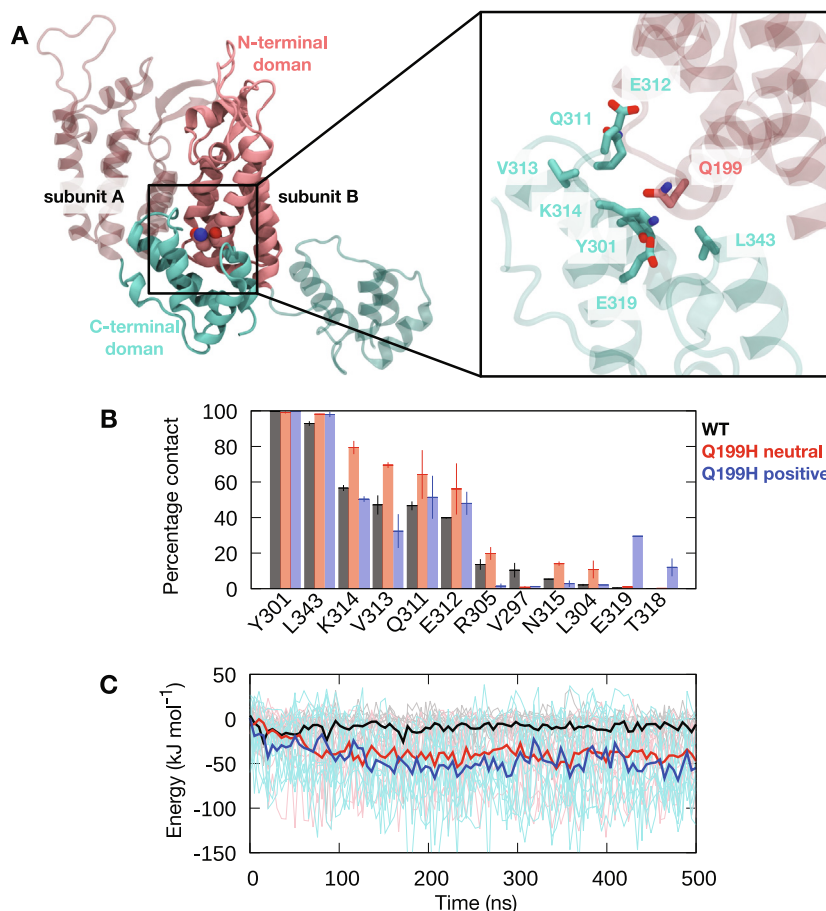 A
N-terminal
doman
subunit A
subunit B
C-terminal
doman
E312
Q311
V313
Q199
K314
Y301
L343
E319
B
Percentage contact
100
80
60
40
20
0
WT
Q199H neutral
Q199H positive
Y301
L343
K314
V313
Q311
E312
R305
V297
N315
L304
E319
T318
C
Energy (kJ mol⁻¹)
50
0
-50
-100
-150
0
100
200
300
400
500
Time (ns)